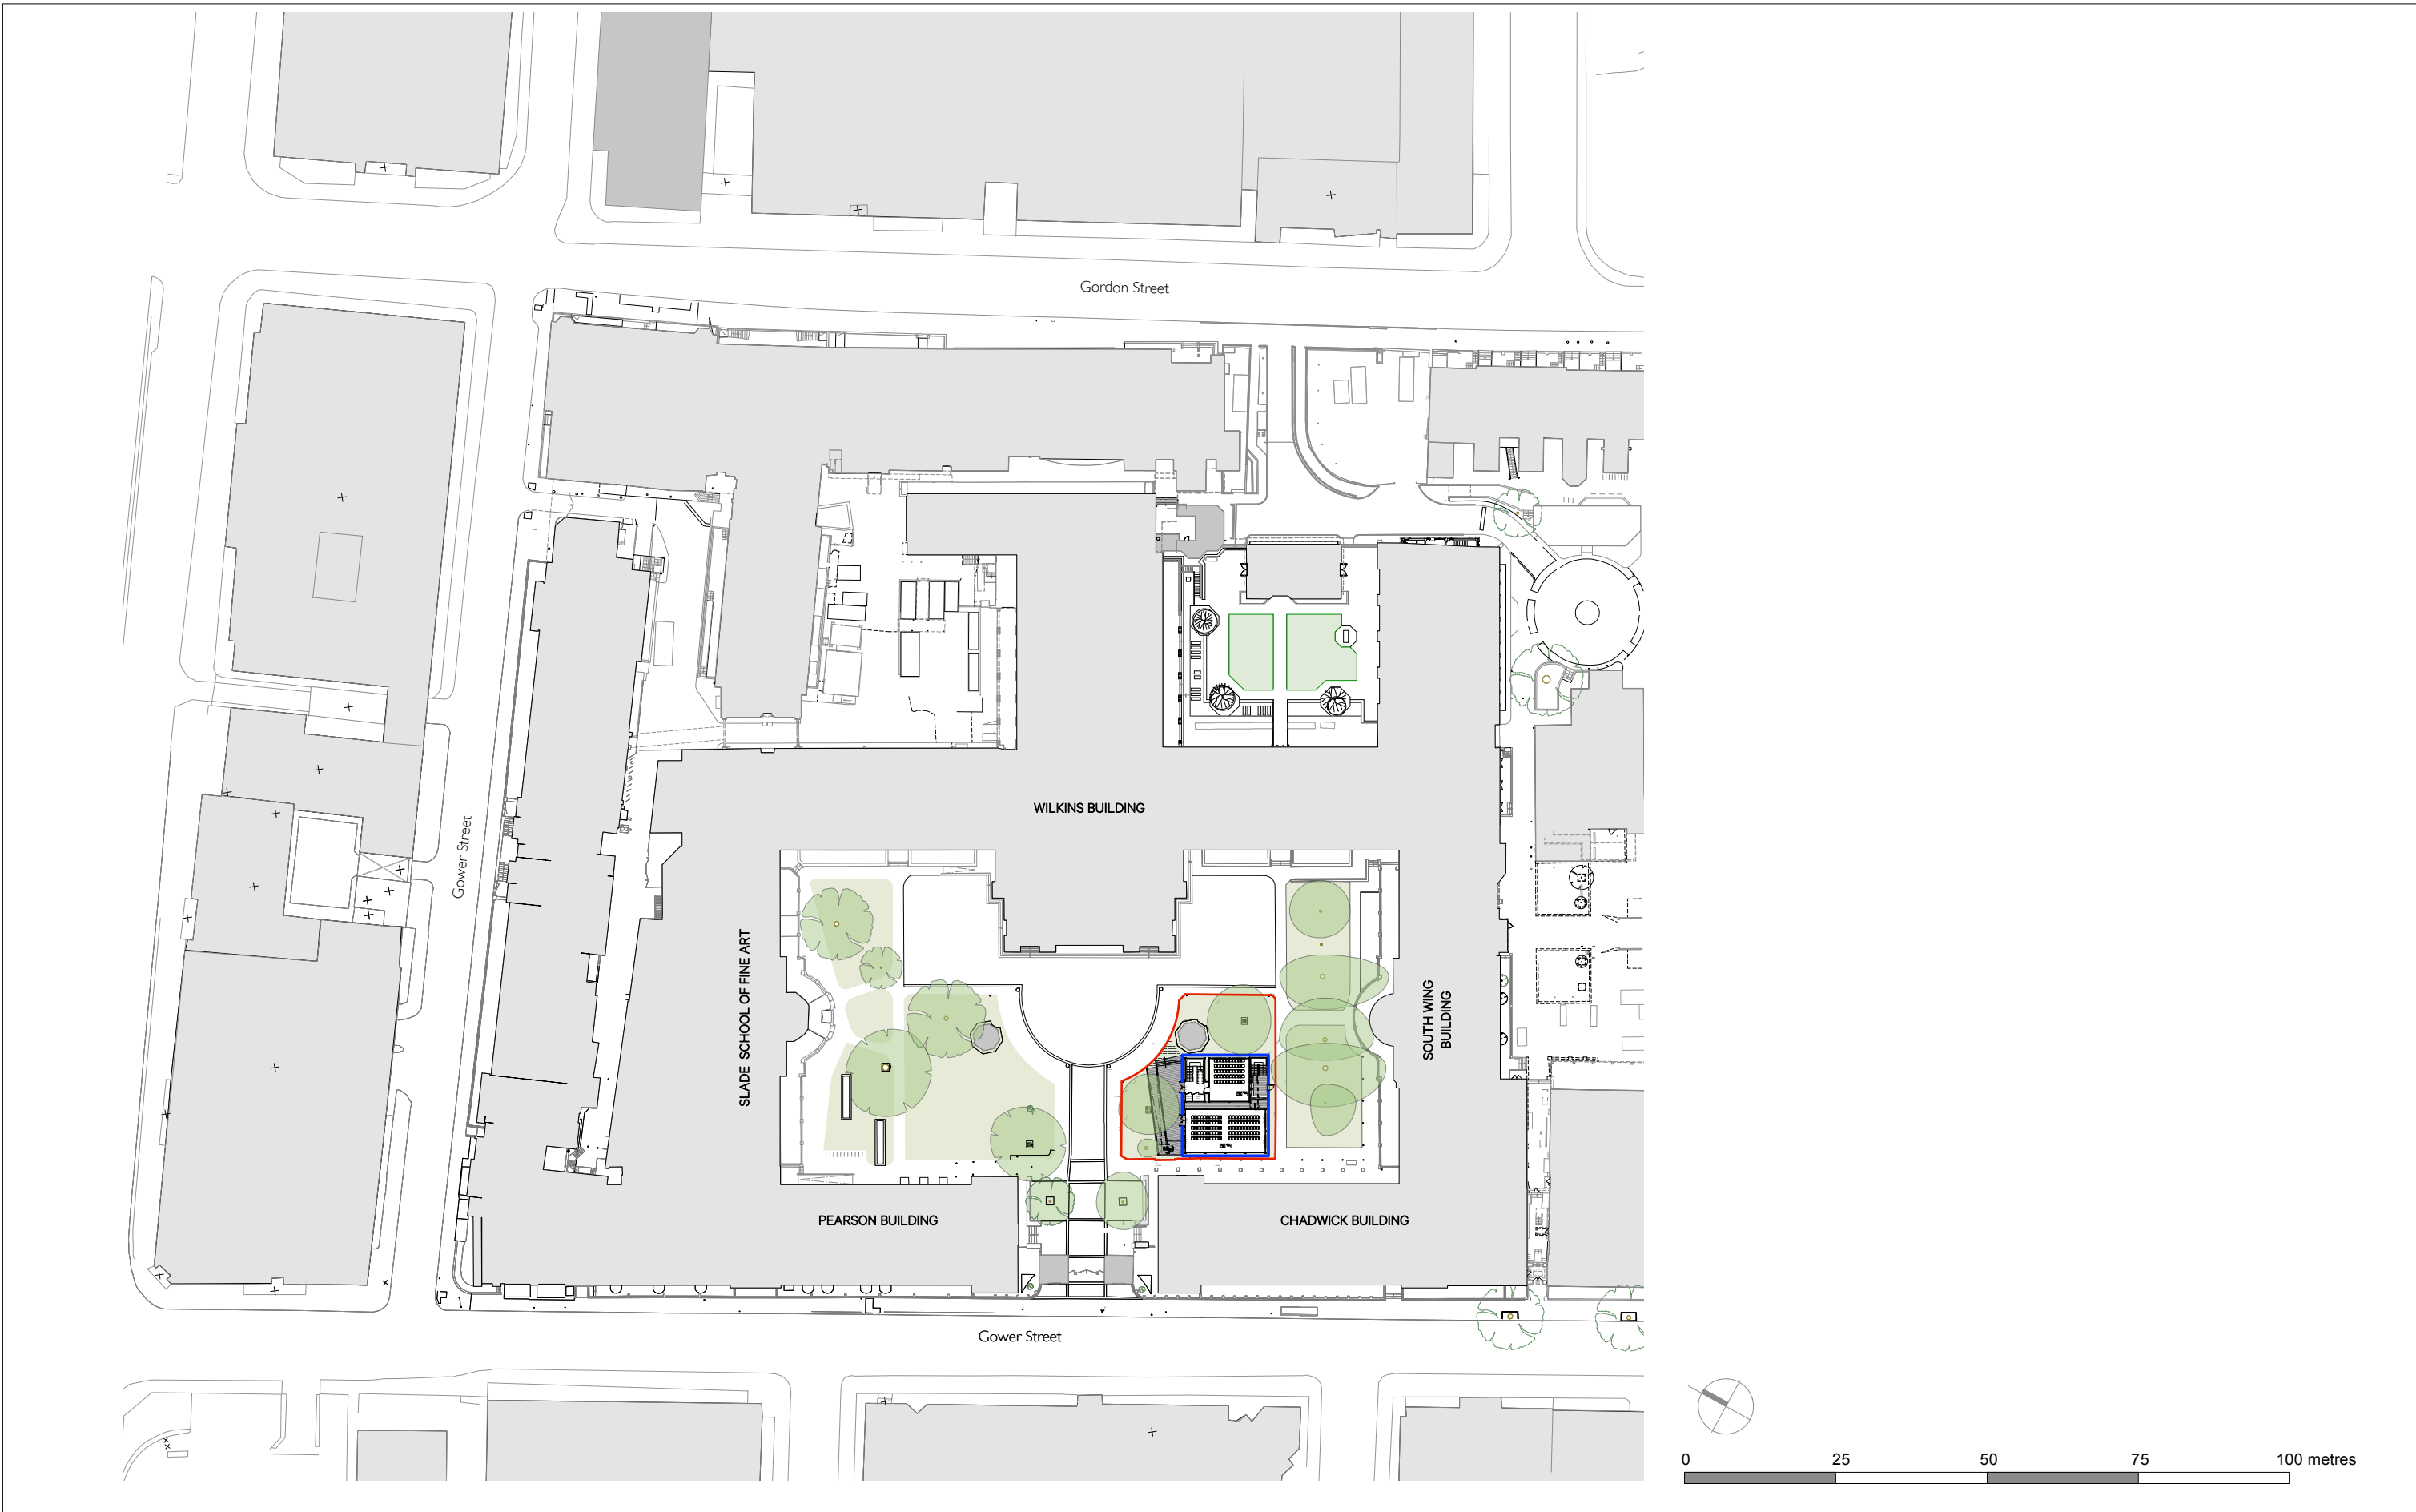 Gordon Street
WILKINS BUILDING
Gower Street
SLADE SCHOOL OF FINE ART
SOUTH WING
BUILDING
PEARSON BUILDING
CHADWICK BUILDING
Gower Street
0 25 50 75 100 metres